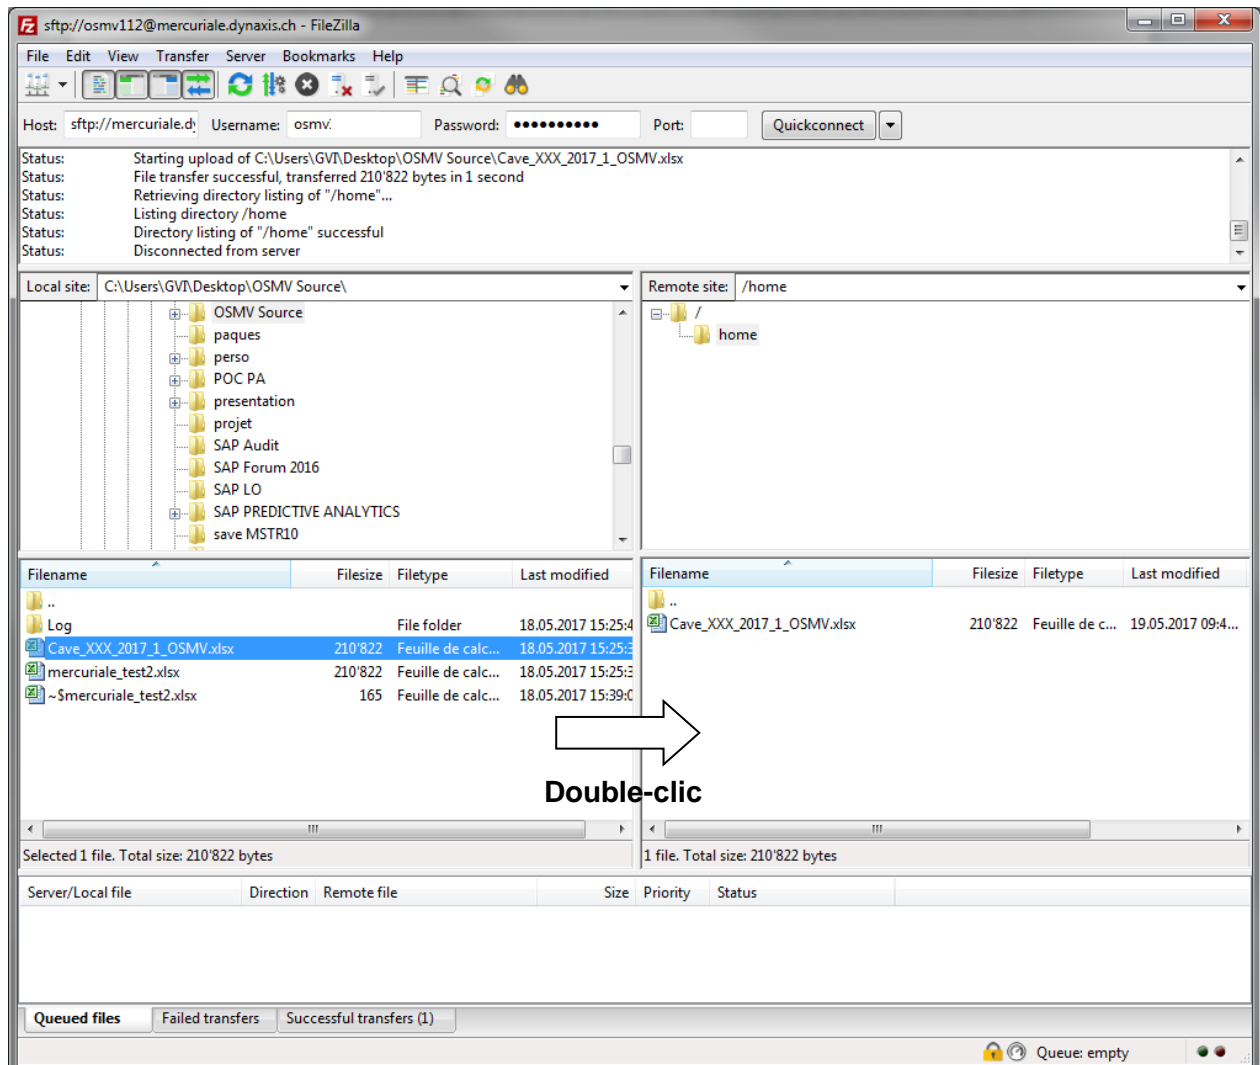 sftp://osmv112@mercuriale.dynaxis.ch - FileZilla
File Edit View Transfer Server Bookmarks Help
Host: sftp://mercuriale.dy Username: osmv Password: ●●●●●●●●●● Port: Quickconnect
Status: Starting upload of C:\Users\GVI\Desktop\OSMV Source\Cave_XXX_2017_1_OSMV.xlsx
Status: File transfer successful, transferred 210'822 bytes in 1 second
Status: Retrieving directory listing of "/home"...
Status: Listing directory /home
Status: Directory listing of "/home" successful
Status: Disconnected from server
Local site: C:\Users\GVI\Desktop\OSMV Source\
OSMV Source
paques
perso
POC PA
presentation
projet
SAP Audit
SAP Forum 2016
SAP LO
SAP PREDICTIVE ANALYTICS
save MSTR10
Remote site: /home
/
home
Filename Filesize Filetype Last modified
..
Log File folder 18.05.2017 15:25:4
Cave_XXX_2017_1_OSMV.xlsx 210'822 Feuille de calc... 18.05.2017 15:25:3
mercuriale_test2.xlsx 210'822 Feuille de calc... 18.05.2017 15:25:3
~$mercuriale_test2.xlsx 165 Feuille de calc... 18.05.2017 15:39:0
Selected 1 file. Total size: 210'822 bytes
Filename Filesize Filetype Last modified
..
Cave_XXX_2017_1_OSMV.xlsx 210'822 Feuille de c... 19.05.2017 09:4...
1 file. Total size: 210'822 bytes
Double-clic
Server/Local file Direction Remote file Size Priority Status
Queued files Failed transfers Successful transfers (1)
Queue: empty